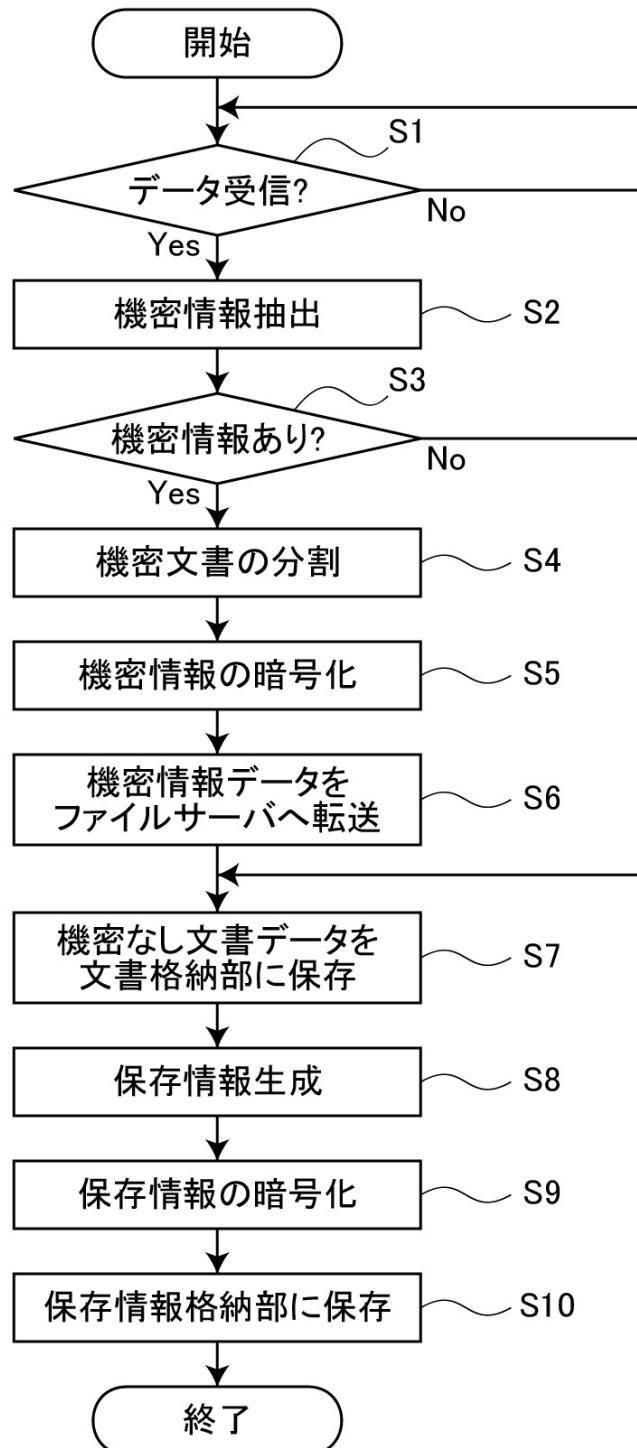 開始
S1
データ受信?
No
Yes
機密情報抽出
S2
S3
機密情報あり?
No
Yes
機密文書の分割
S4
機密情報の暗号化
S5
機密情報データを
ファイルサーバへ転送
S6
機密なし文書データを
文書格納部に保存
S7
保存情報生成
S8
保存情報の暗号化
S9
保存情報格納部に保存
S10
終了